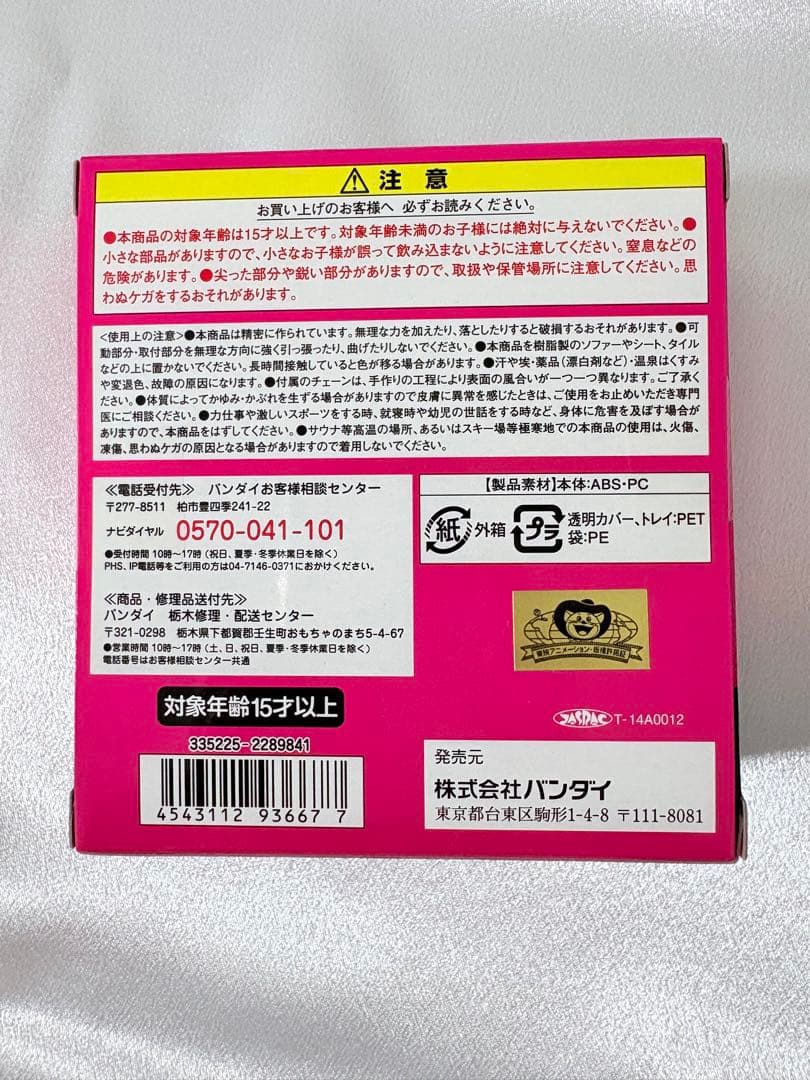 注意
お買い上げのお客様へ 必ずお読みください。
●本商品の対象年齢は15才以上です。対象年齢未満のお子様には絶対に与えないでください。●
小さな部品がありますので、小さなお子様が誤って飲み込まないように注意してください。窒息などの
危険があります。●尖った部分や鋭い部分がありますので、取扱や保管場所に注意してください。思
わぬケガをするおそれがあります。
<使用上の注意>●本商品は精密に作られています。無理な力を加えたり、落としたりすると破損するおそれがあります。●可
動部分・取付部分を無理な方向に強く引っ張ったり、曲げたりしないでください。●本商品を樹脂製のソファーやシート、タイル
などの上に置かないでください。長時間接触していると色が移る場合があります。●汗や埃・薬品(漂白剤など)・温泉はくすみ
や変退色、故障の原因になります。●付属のチェーンは、手作りの工程により表面の風合いが一つ一つ異なります。ご了承く
ださい。●体質によってかゆみ・かぶれを生ずる場合がありますので皮膚に異常を感じたときは、ご使用をお止めいただき専門
医にご相談ください。●力仕事や激しいスポーツをする時、就寝時や幼児の世話をする時など、身体に危害を及ぼす場合が
ありますので、本商品をはずしてください。●サウナ等高温の場所、あるいはスキー場等極寒地での本商品の使用は、火傷、
凍傷、思わぬケガの原因となる場合がありますので着用しないでください。
≪電話受付先≫ バンダイお客様相談センター
〒277-8511 柏市豊四季241-22
ナビダイヤル 0570-041-101
●受付時間 10時〜17時(祝日、夏季・冬季休業日を除く)
PHS、IP電話等をご利用の方は04-7146-0371におかけください。
≪商品・修理品送付先≫
バンダイ 栃木修理・配送センター
〒321-0298 栃木県下都賀郡壬生町おもちゃのまち5-4-67
●営業時間 10時〜17時(土、日、祝日、夏季・冬季休業日を除く)
電話番号はお客様相談センター共通
【製品素材】本体:ABS・PC
紙 外箱
プラ 透明カバー、トレイ:PET
袋:PE
東映アニメーション・版権許諾証
JASRAC T-14A0012
対象年齢15才以上
335225-2289841
4543112 93667 7
発売元
株式会社バンダイ
東京都台東区駒形1-4-8 〒111-8081